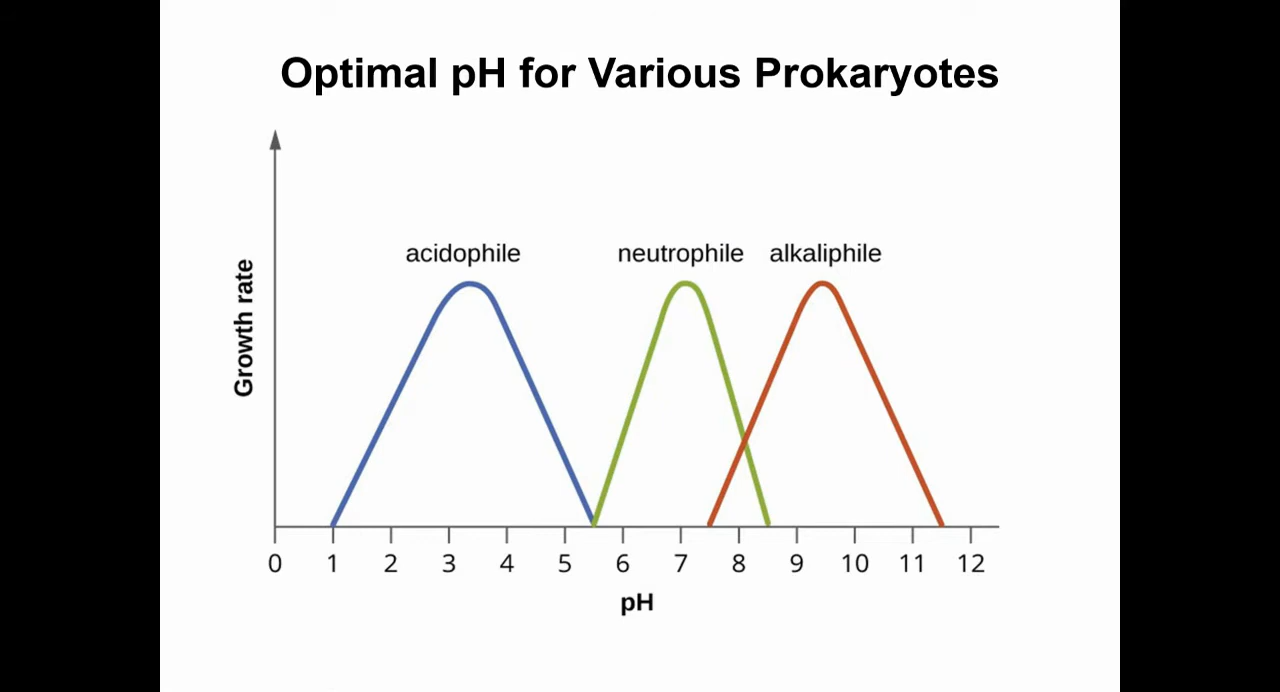 Optimal pH for Various Prokaryotes
acidophile neutrophile alkaliphile
Growth rate
0 1 2 3 4 5 6 7 8 9 10 11 12
pH